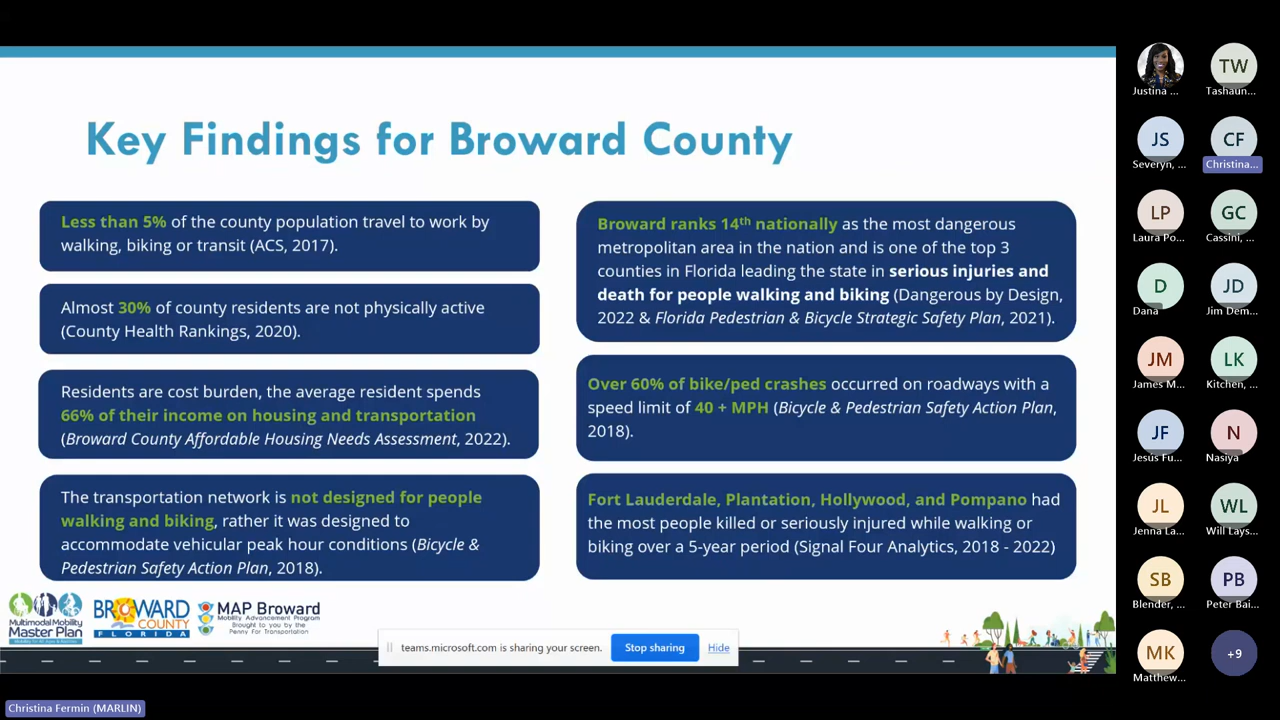 Key Findings for Broward County
Less than 5% of the county population travel to work by
walking, biking or transit (ACS, 2017).
Almost 30% of county residents are not physically active
(County Health Rankings, 2020).
Residents are cost burden, the average resident spends
66% of their income on housing and transportation
(Broward County Affordable Housing Needs Assessment, 2022).
The transportation network is not designed for people
walking and biking, rather it was designed to
accommodate vehicular peak hour conditions (Bicycle &
Pedestrian Safety Action Plan, 2018).
Broward ranks 14th nationally as the most dangerous
metropolitan area in the nation and is one of the top 3
counties in Florida leading the state in serious injuries and
death for people walking and biking (Dangerous by Design,
2022 & Florida Pedestrian & Bicycle Strategic Safety Plan, 2021).
Over 60% of bike/ped crashes occurred on roadways with a
speed limit of 40 + MPH (Bicycle & Pedestrian Safety Action Plan,
2018).
Fort Lauderdale, Plantation, Hollywood, and Pompano had
the most people killed or seriously injured while walking or
biking over a 5-year period (Signal Four Analytics, 2018 - 2022)
Multimodal Mobility
Master Plan
BROWARD
COUNTY
FLORIDA
MAP Broward
Mobility Advancement Program
Brought to you by the
Penny For Transportation
teams.microsoft.com is sharing your screen.
Stop sharing
Hide
Christina Fermin (MARLIN)
Justina ...
TW
Tashaun...
JS
Severyn, ...
CF
Christina...
LP
Laura Po...
GC
Cassini, ...
D
Dana
JD
Jim Dem...
JM
James M...
LK
Kitchen, ...
JF
Jesús Fu...
N
Nasiya
JL
Jenna La...
WL
Will Lays...
SB
Blender, ...
PB
Peter Bai...
MK
Matthew...
+9